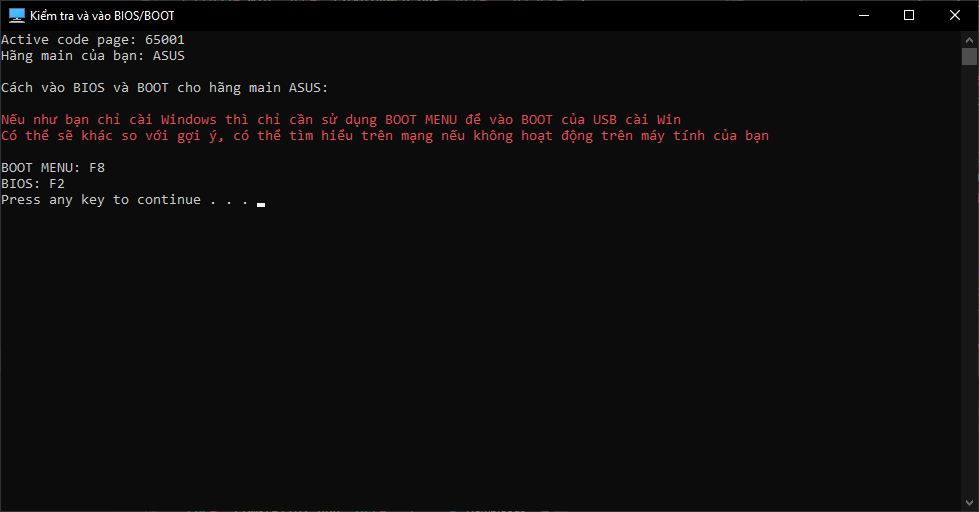 Kiểm tra và vào BIOS/BOOT
Active code page: 65001
Hãng main của bạn: ASUS
Cách vào BIOS và BOOT cho hãng main ASUS:
Nếu như bạn chỉ cài Windows thì chỉ cần sử dụng BOOT MENU để vào BOOT của USB cài Win
Có thể sẽ khác so với gợi ý, có thể tìm hiểu trên mạng nếu không hoạt động trên máy tính của bạn
BOOT MENU: F8
BIOS: F2
Press any key to continue . . .